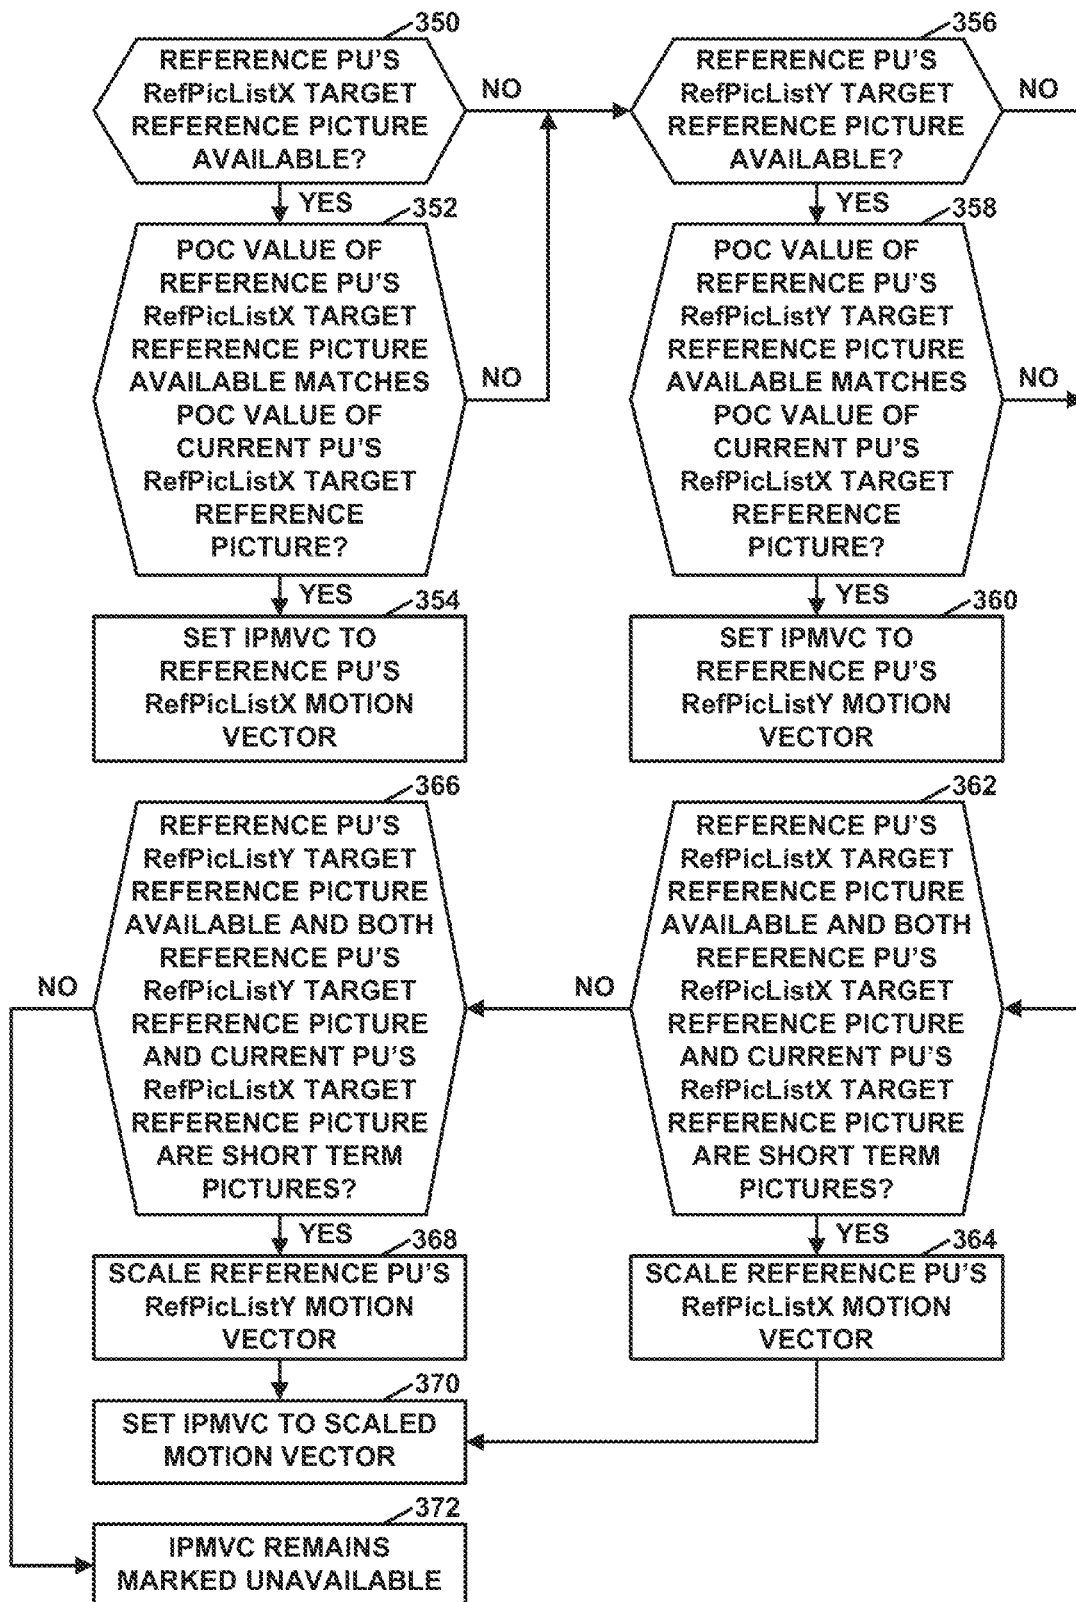 350
REFERENCE PU'S
RefPicListX TARGET
REFERENCE PICTURE
AVAILABLE?
NO
YES
356
REFERENCE PU'S
RefPicListY TARGET
REFERENCE PICTURE
AVAILABLE?
NO
YES
352
POC VALUE OF
REFERENCE PU'S
RefPicListX TARGET
REFERENCE PICTURE
AVAILABLE MATCHES
POC VALUE OF
CURRENT PU'S
RefPicListX TARGET
REFERENCE
PICTURE?
NO
YES
358
POC VALUE OF
REFERENCE PU'S
RefPicListY TARGET
REFERENCE PICTURE
AVAILABLE MATCHES
POC VALUE OF
CURRENT PU'S
RefPicListX TARGET
REFERENCE
PICTURE?
NO
YES
354
SET IPMVC TO
REFERENCE PU'S
RefPicListX MOTION
VECTOR
360
SET IPMVC TO
REFERENCE PU'S
RefPicListY MOTION
VECTOR
366
REFERENCE PU'S
RefPicListY TARGET
REFERENCE PICTURE
AVAILABLE AND BOTH
REFERENCE PU'S
RefPicListY TARGET
REFERENCE PICTURE
AND CURRENT PU'S
RefPicListX TARGET
REFERENCE PICTURE
ARE SHORT TERM
PICTURES?
NO
YES
362
REFERENCE PU'S
RefPicListX TARGET
REFERENCE PICTURE
AVAILABLE AND BOTH
REFERENCE PU'S
RefPicListX TARGET
REFERENCE PICTURE
AND CURRENT PU'S
RefPicListX TARGET
REFERENCE PICTURE
ARE SHORT TERM
PICTURES?
NO
YES
368
SCALE REFERENCE PU'S
RefPicListY MOTION
VECTOR
364
SCALE REFERENCE PU'S
RefPicListX MOTION
VECTOR
370
SET IPMVC TO SCALED
MOTION VECTOR
372
IPMVC REMAINS
MARKED UNAVAILABLE